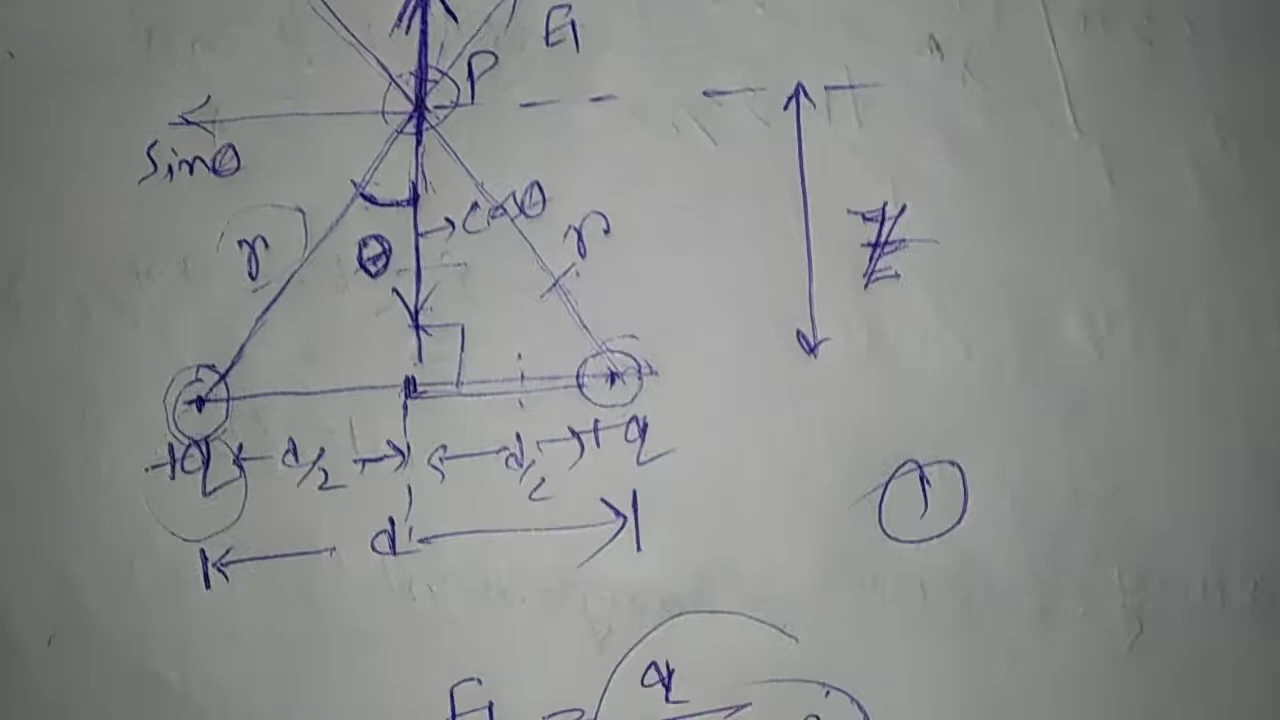 E1
P
Sinθ
cosθ
r
θ
r
Z
+q
d/2
d/2
+q
d
1
E1 = q